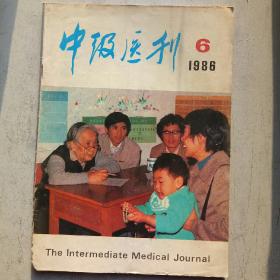 中级医刊
6
1986
The Intermediate Medical Journal